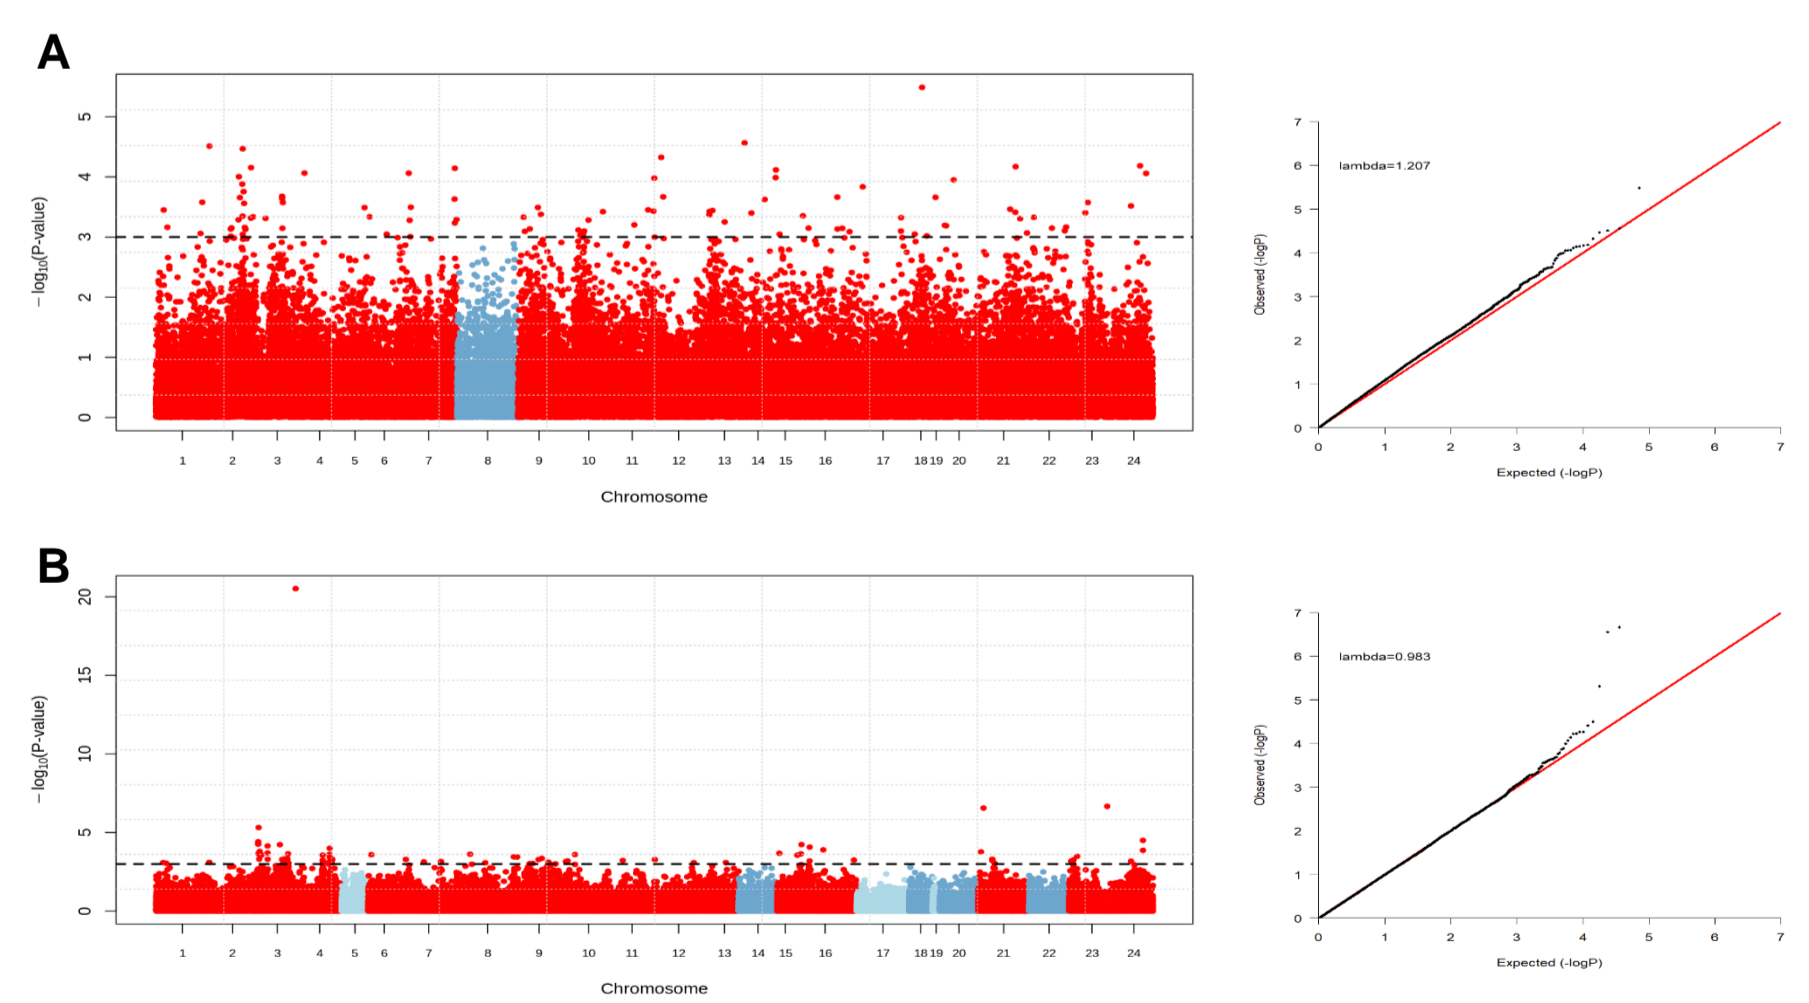 A
5
4
3
2
1
0
− log10(P-value)
1 2 3 4 5 6 7 8 9 10 11 12 13 14 15 16 17 18 19 20 21 22 23 24
Chromosome
7
6
5
4
3
2
1
0
lambda=1.207
Observed (-logP)
0 1 2 3 4 5 6 7
Expected (-logP)
B
20
15
10
5
0
− log10(P-value)
1 2 3 4 5 6 7 8 9 10 11 12 13 14 15 16 17 18 19 20 21 22 23 24
Chromosome
7
6
5
4
3
2
1
0
lambda=0.983
Observed (-logP)
0 1 2 3 4 5 6 7
Expected (-logP)